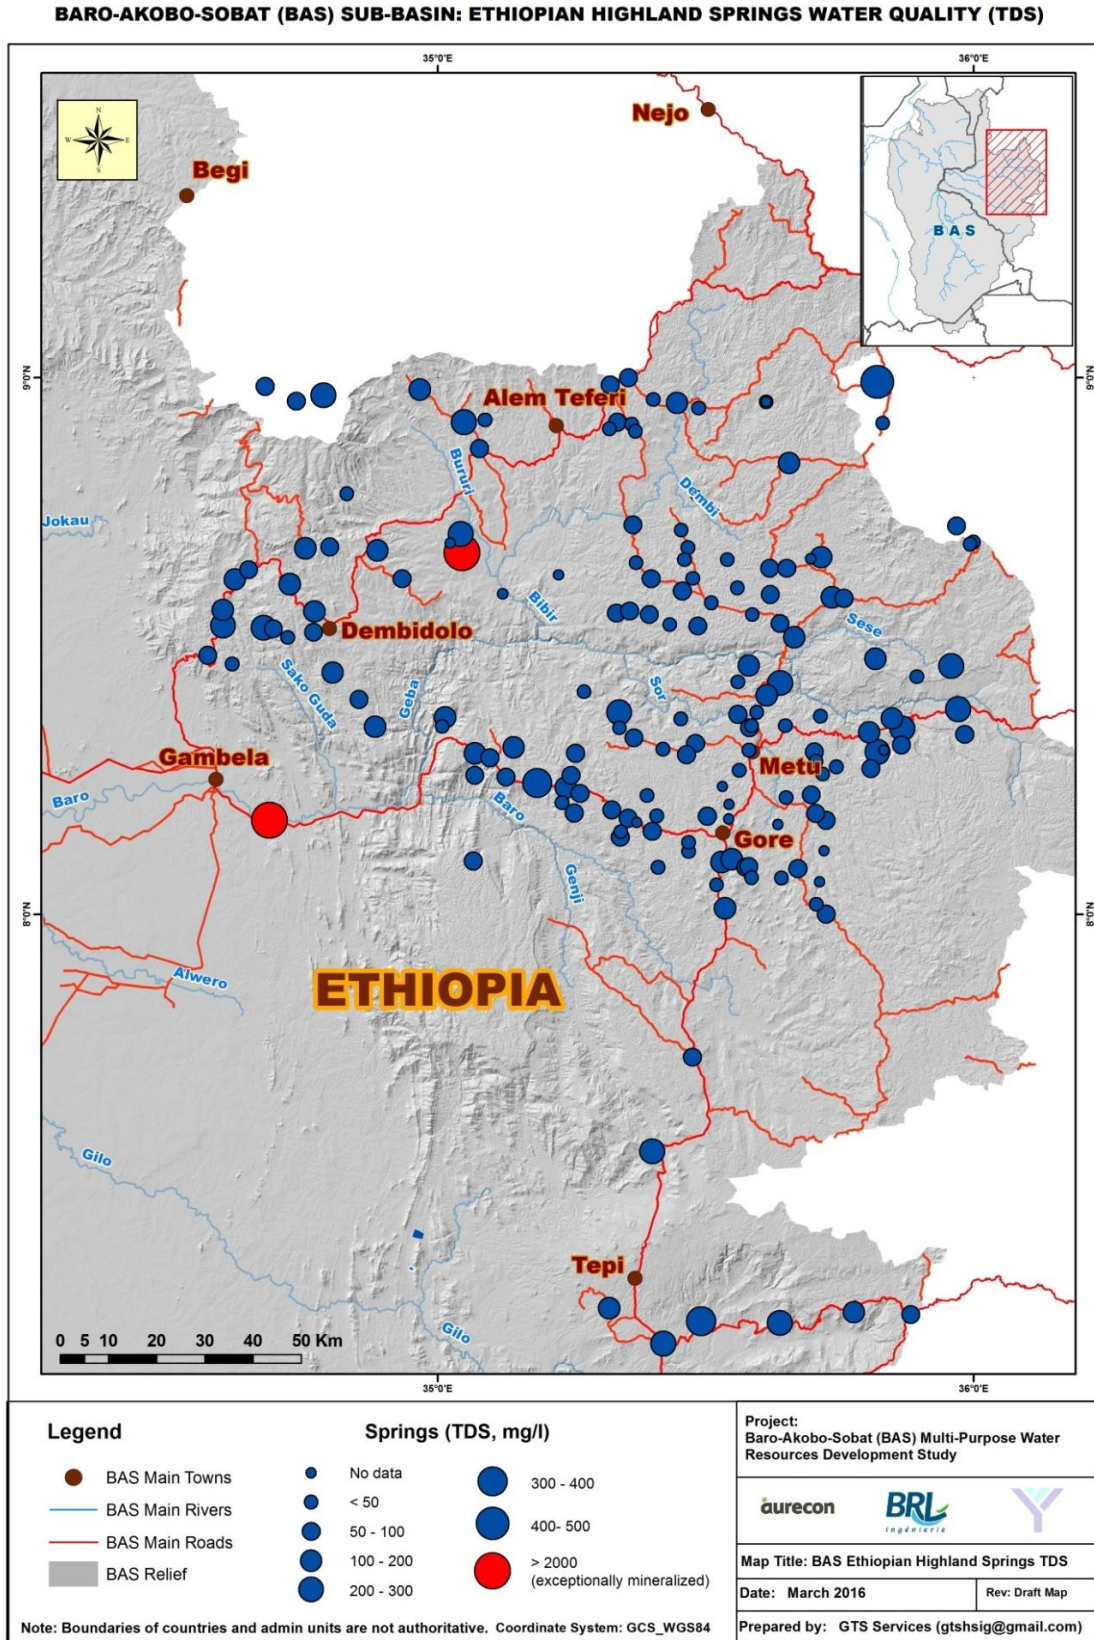 BARO-AKOBO-SOBAT (BAS) SUB-BASIN: ETHIOPIAN HIGHLAND SPRINGS WATER QUALITY (TDS)
35°0'E
36°0'E
N
W
E
S
Nejo
Begi
BAS
9°0'N
9°0'N
Alem Teferi
Bururi
Dembi
Jokau
Bilbir
Sese
Dembidolo
Sako Guda
Geba
Sor
Gambela
Metu
Baro
Baro
Gore
Genji
8°0'N
8°0'N
Alwero
ETHIOPIA
Gilo
Tepi
Gilo
0 5 10 20 30 40 50 Km
35°0'E
36°0'E
Legend
BAS Main Towns
BAS Main Rivers
BAS Main Roads
BAS Relief
Springs (TDS, mg/l)
No data
< 50
50 - 100
100 - 200
200 - 300
300 - 400
400- 500
> 2000
(exceptionally mineralized)
Note: Boundaries of countries and admin units are not authoritative. Coordinate System: GCS_WGS84
Project:
Baro-Akobo-Sobat (BAS) Multi-Purpose Water
Resources Development Study
aurecon
BRL
Ingénierie
Map Title: BAS Ethiopian Highland Springs TDS
Date: March 2016
Rev: Draft Map
Prepared by: GTS Services (gtshsig@gmail.com)